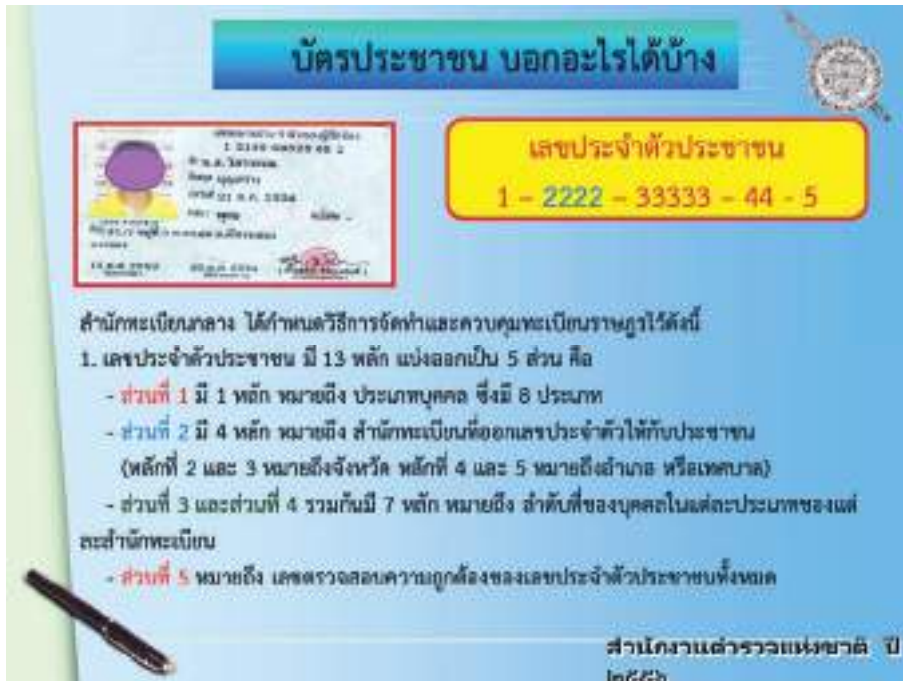 บัตรประชาชน บอกอะไรได้บ้าง
เลขประจำตัวประชาชน
1 - 2222 - 33333 - 44 - 5
สำนักทะเบียนกลาง ได้กำหนดวิธีการจัดทำและควบคุมทะเบียนราษฎรไว้ดังนี้
1. เลขประจำตัวประชาชน มี 13 หลัก แบ่งออกเป็น 5 ส่วน คือ
- ส่วนที่ 1 มี 1 หลัก หมายถึง ประเภทบุคคล ซึ่งมี 8 ประเภท
- ส่วนที่ 2 มี 4 หลัก หมายถึง สำนักทะเบียนที่ออกเลขประจำตัวให้กับประชาชน
(หลักที่ 2 และ 3 หมายถึงจังหวัด หลักที่ 4 และ 5 หมายถึงอำเภอ หรือเทศบาล)
- ส่วนที่ 3 และส่วนที่ 4 รวมกันมี 7 หลัก หมายถึง ลำดับที่ของบุคคลในแต่ละประเภทของแต่
ละสำนักทะเบียน
- ส่วนที่ 5 หมายถึง เลขตรวจสอบความถูกต้องของเลขประจำตัวประชาชนทั้งหมด
สำนักงานตำรวจแห่งชาติ ปี
๒๕๕๖